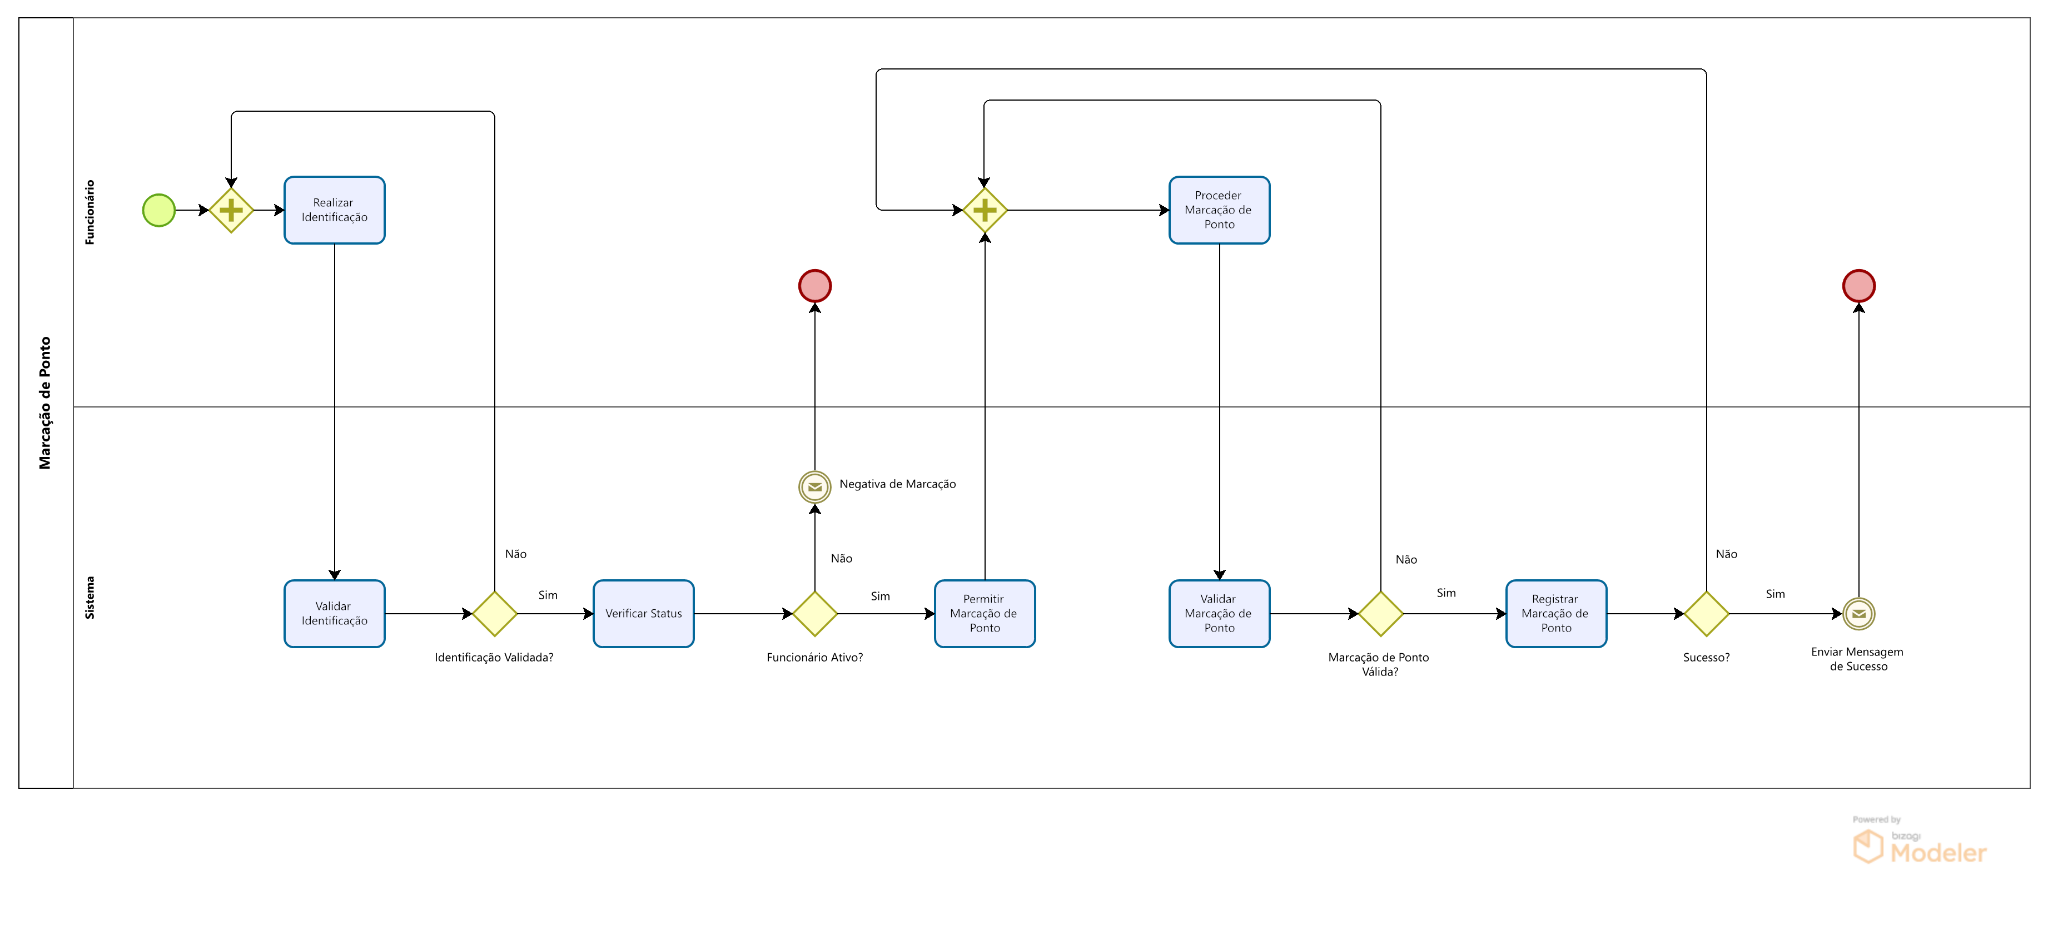 Marcação de Ponto
Funcionário
Realizar
Identificação
Proceder
Marcação de
Ponto
Sistema
Negativa de Marcação
Não
Não
Não
Não
Sim
Sim
Sim
Sim
Validar
Identificação
Verificar Status
Permitir
Marcação de
Ponto
Validar
Marcação de
Ponto
Registrar
Marcação de
Ponto
Identificação Validada?
Funcionário Ativo?
Marcação de Ponto
Válida?
Sucesso?
Enviar Mensagem
de Sucesso
Powered by
bizagi
Modeler